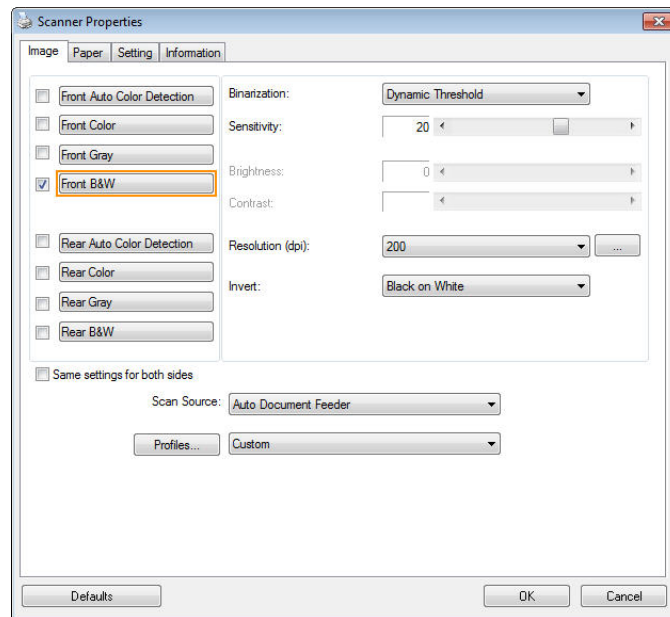 Scanner Properties
Image Paper Setting Information
Front Auto Color Detection
Front Color
Front Gray
Front B&W
Rear Auto Color Detection
Rear Color
Rear Gray
Rear B&W
Binarization: Dynamic Threshold
Sensitivity: 20
Brightness: 0
Contrast:
Resolution (dpi): 200 ...
Invert: Black on White
Same settings for both sides
Scan Source: Auto Document Feeder
Profiles... Custom
Defaults OK Cancel